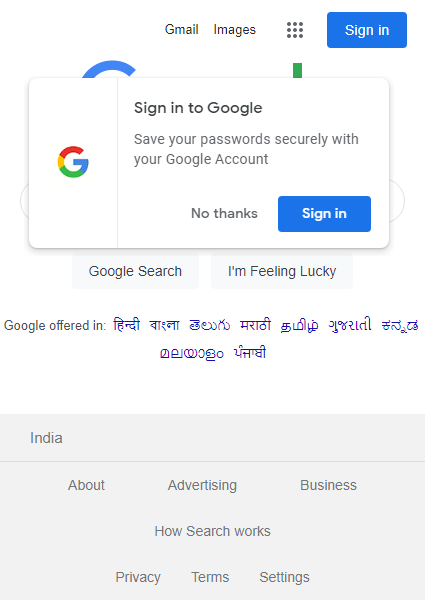 Gmail Images Sign in
Sign in to Google
Save your passwords securely with
your Google Account
No thanks Sign in
Google Search I'm Feeling Lucky
Google offered in: हिन्दी বাংলা తెలుగు मराठी தமிழ் ગુજરાતી ಕನ್ನಡ
മലയാളം ਪੰਜਾਬੀ
India
About Advertising Business
How Search works
Privacy Terms Settings